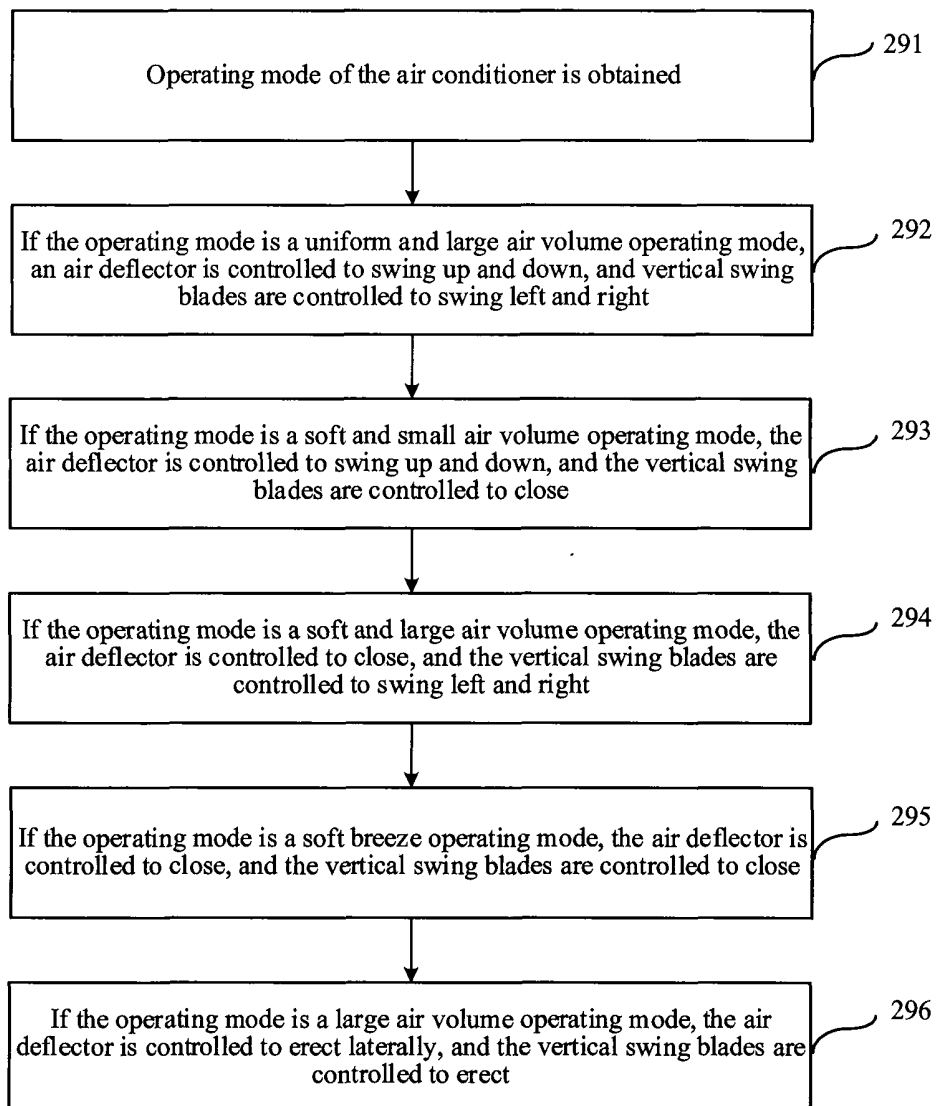 291
Operating mode of the air conditioner is obtained
292
If the operating mode is a uniform and large air volume operating mode,
an air deflector is controlled to swing up and down, and vertical swing
blades are controlled to swing left and right
293
If the operating mode is a soft and small air volume operating mode, the
air deflector is controlled to swing up and down, and the vertical swing
blades are controlled to close
294
If the operating mode is a soft and large air volume operating mode, the
air deflector is controlled to close, and the vertical swing blades are
controlled to swing left and right
295
If the operating mode is a soft breeze operating mode, the air deflector is
controlled to close, and the vertical swing blades are controlled to close
296
If the operating mode is a large air volume operating mode, the air
deflector is controlled to erect laterally, and the vertical swing blades are
controlled to erect